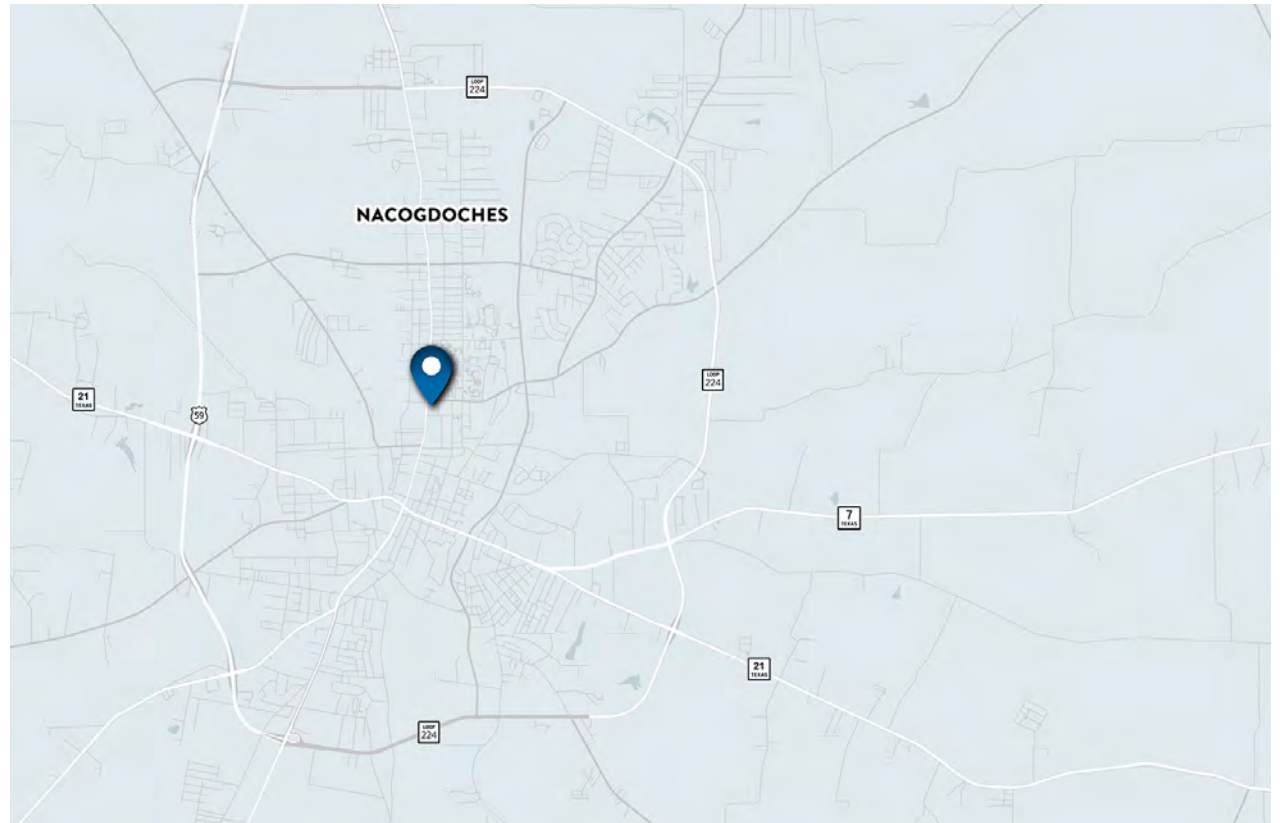 LOOP
224
NACOGDOCHES
LOOP
224
21
TEXAS
59
7
TEXAS
21
TEXAS
LOOP
224